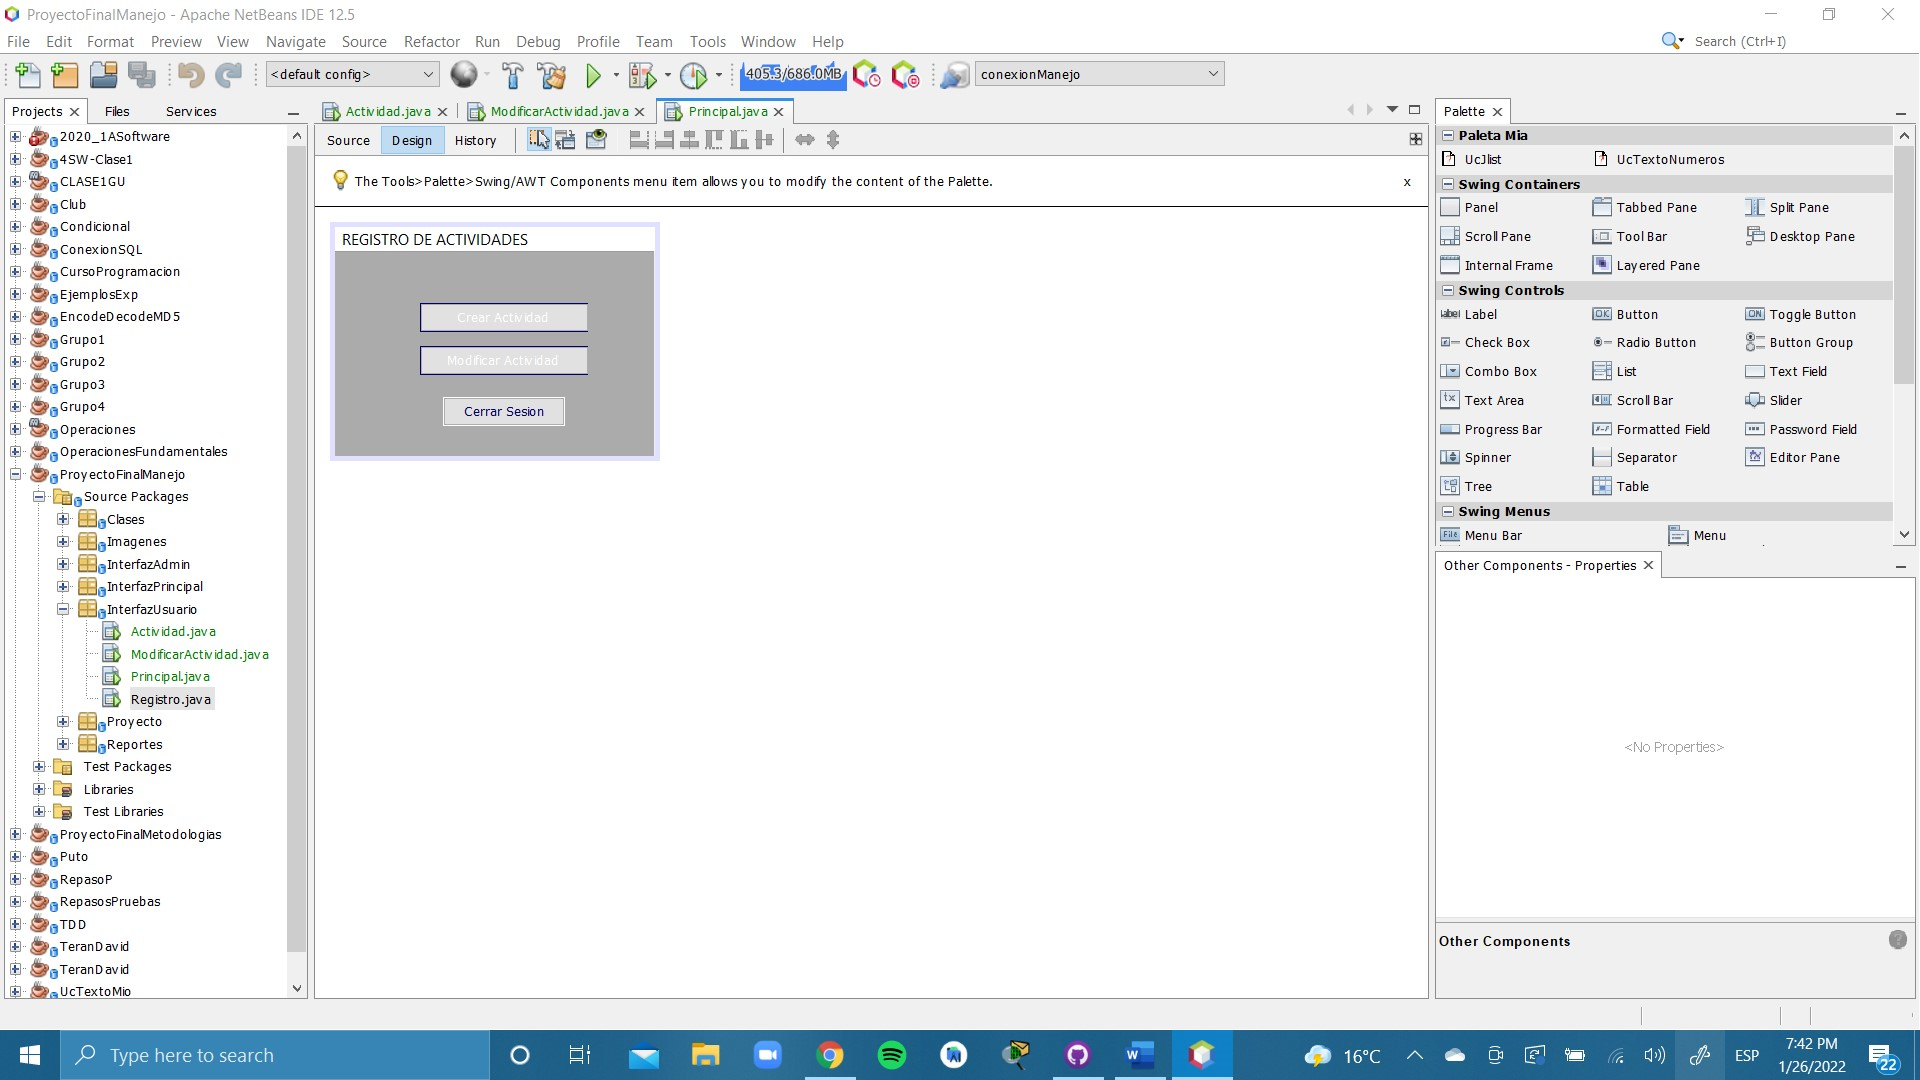 ProyectoFinalManejo - Apache NetBeans IDE 12.5
File Edit Format Preview View Navigate Source Refactor Run Debug Profile Team Tools Window Help
Search (Ctrl+I)
<default config>
405.3/686.0MB
conexionManejo
Projects Files Services
Actividad.java ModificarActividad.java Principal.java
Palette
Source Design History
The Tools>Palette>Swing/AWT Components menu item allows you to modify the content of the Palette.
x
2020_1ASoftware
4SW-Clase1
CLASE1GU
Club
Condicional
ConexionSQL
CursoProgramacion
EjemplosExp
EncodeDecodeMD5
Grupo1
Grupo2
Grupo3
Grupo4
Operaciones
OperacionesFundamentales
ProyectoFinalManejo
Source Packages
Clases
Imagenes
InterfazAdmin
InterfazPrincipal
InterfazUsuario
Actividad.java
ModificarActividad.java
Principal.java
Registro.java
Proyecto
Reportes
Test Packages
Libraries
Test Libraries
ProyectoFinalMetodologias
Puto
RepasoP
RepasosPruebas
TDD
TeranDavid
TeranDavid
UcTextoMio
REGISTRO DE ACTIVIDADES
Crear Actividad
Modificar Actividad
Cerrar Sesion
Paleta Mia
UcJlist UcTextoNumeros
Swing Containers
Panel Tabbed Pane Split Pane
Scroll Pane Tool Bar Desktop Pane
Internal Frame Layered Pane
Swing Controls
Label Button Toggle Button
Check Box Radio Button Button Group
Combo Box List Text Field
Text Area Scroll Bar Slider
Progress Bar Formatted Field Password Field
Spinner Separator Editor Pane
Tree Table
Swing Menus
Menu Bar Menu
Other Components - Properties
<No Properties>
Other Components
Type here to search
16°C
ESP
7:42 PM
1/26/2022
22